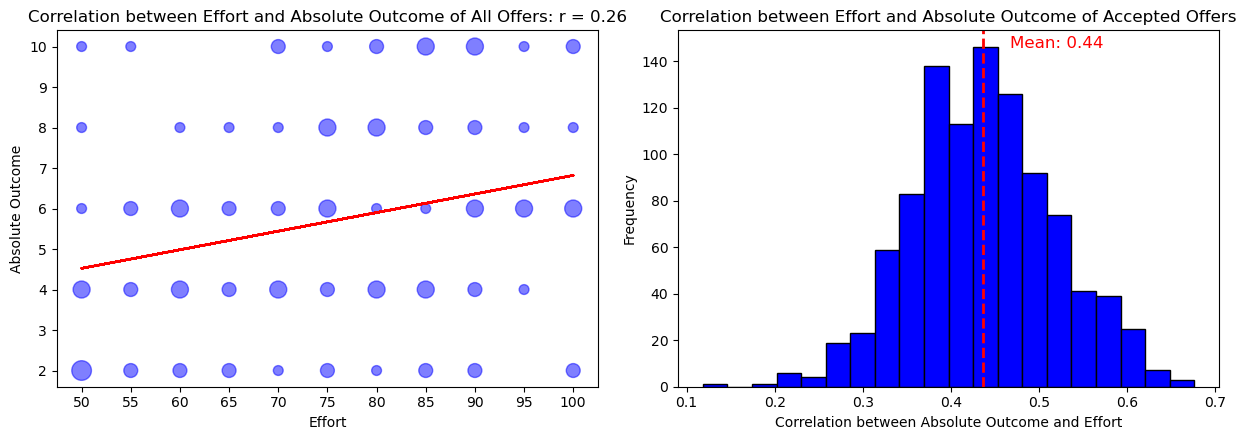 Correlation between Effort and Absolute Outcome of All Offers: r = 0.26
10
9
8
7
6
5
4
3
2
Absolute Outcome
50 55 60 65 70 75 80 85 90 95 100
Effort
Correlation between Effort and Absolute Outcome of Accepted Offers
Mean: 0.44
140
120
100
80
60
40
20
0
Frequency
0.1 0.2 0.3 0.4 0.5 0.6 0.7
Correlation between Absolute Outcome and Effort